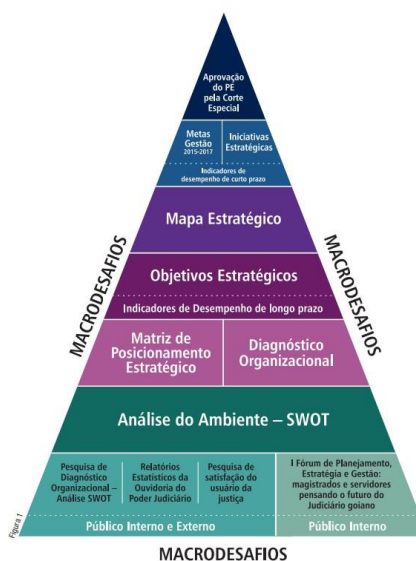 Aprovação
do PE
pela Corte
Especial
Metas
Gestão
2015-2017
Iniciativas
Estratégicas
Indicadores
de desempenho de curto prazo
Mapa Estratégico
Objetivos Estratégicos
Indicadores de Desempenho de longo prazo
Matriz de
Posicionamento
Estratégico
Diagnóstico
Organizacional
Análise do Ambiente – SWOT
Pesquisa de
Diagnóstico
Organizacional –
Análise SWOT
Relatórios
Estatísticos da
Ouvidoria do
Poder Judiciário
Pesquisa de
satisfação do
usuário da
justiça
I Fórum de Planejamento,
Estratégia e Gestão:
magistrados e servidores
pensando o futuro do
Judiciário goiano
Público Interno e Externo
Público Interno
MACRODESAFIOS
MACRODESAFIOS
MACRODESAFIOS
Figura 1